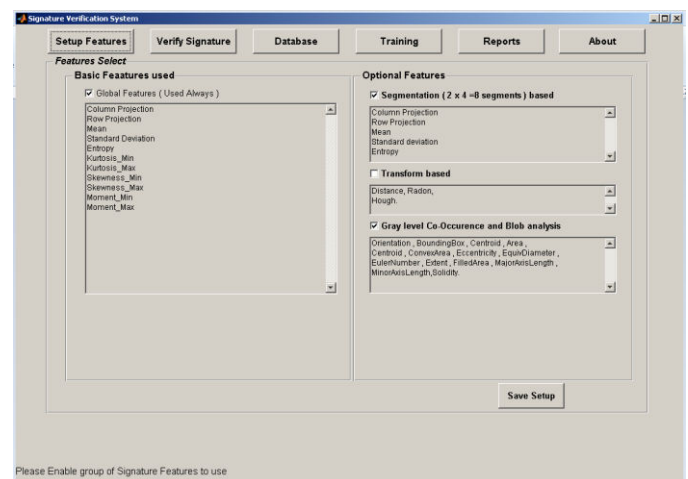 Signature Verification System
Setup Features
Verify Signature
Database
Training
Reports
About
Features Select
Basic Feaatures used
Global Features ( Used Always )
Column Projection
Row Projection
Mean
Standard Deviation
Entropy
Kurtosis_Min
Kurtosis_Max
Skewness_Min
Skewness_Max
Moment_Min
Moment_Max
Optional Features
Segmentation ( 2 x 4 =8 segments ) based
Column Projection
Row Projection
Mean
Standard deviation
Entropy
Transform based
Distance, Radon,
Hough.
Gray level Co-Occurence and Blob analysis
Orientation , BoundingBox , Centroid , Area ,
Centroid , ConvexArea , Eccentricity , EquivDiameter ,
EulerNumber , Extent , FilledArea , MajorAxisLength ,
MinorAxisLength,Solidity.
Save Setup
Please Enable group of Signature Features to use